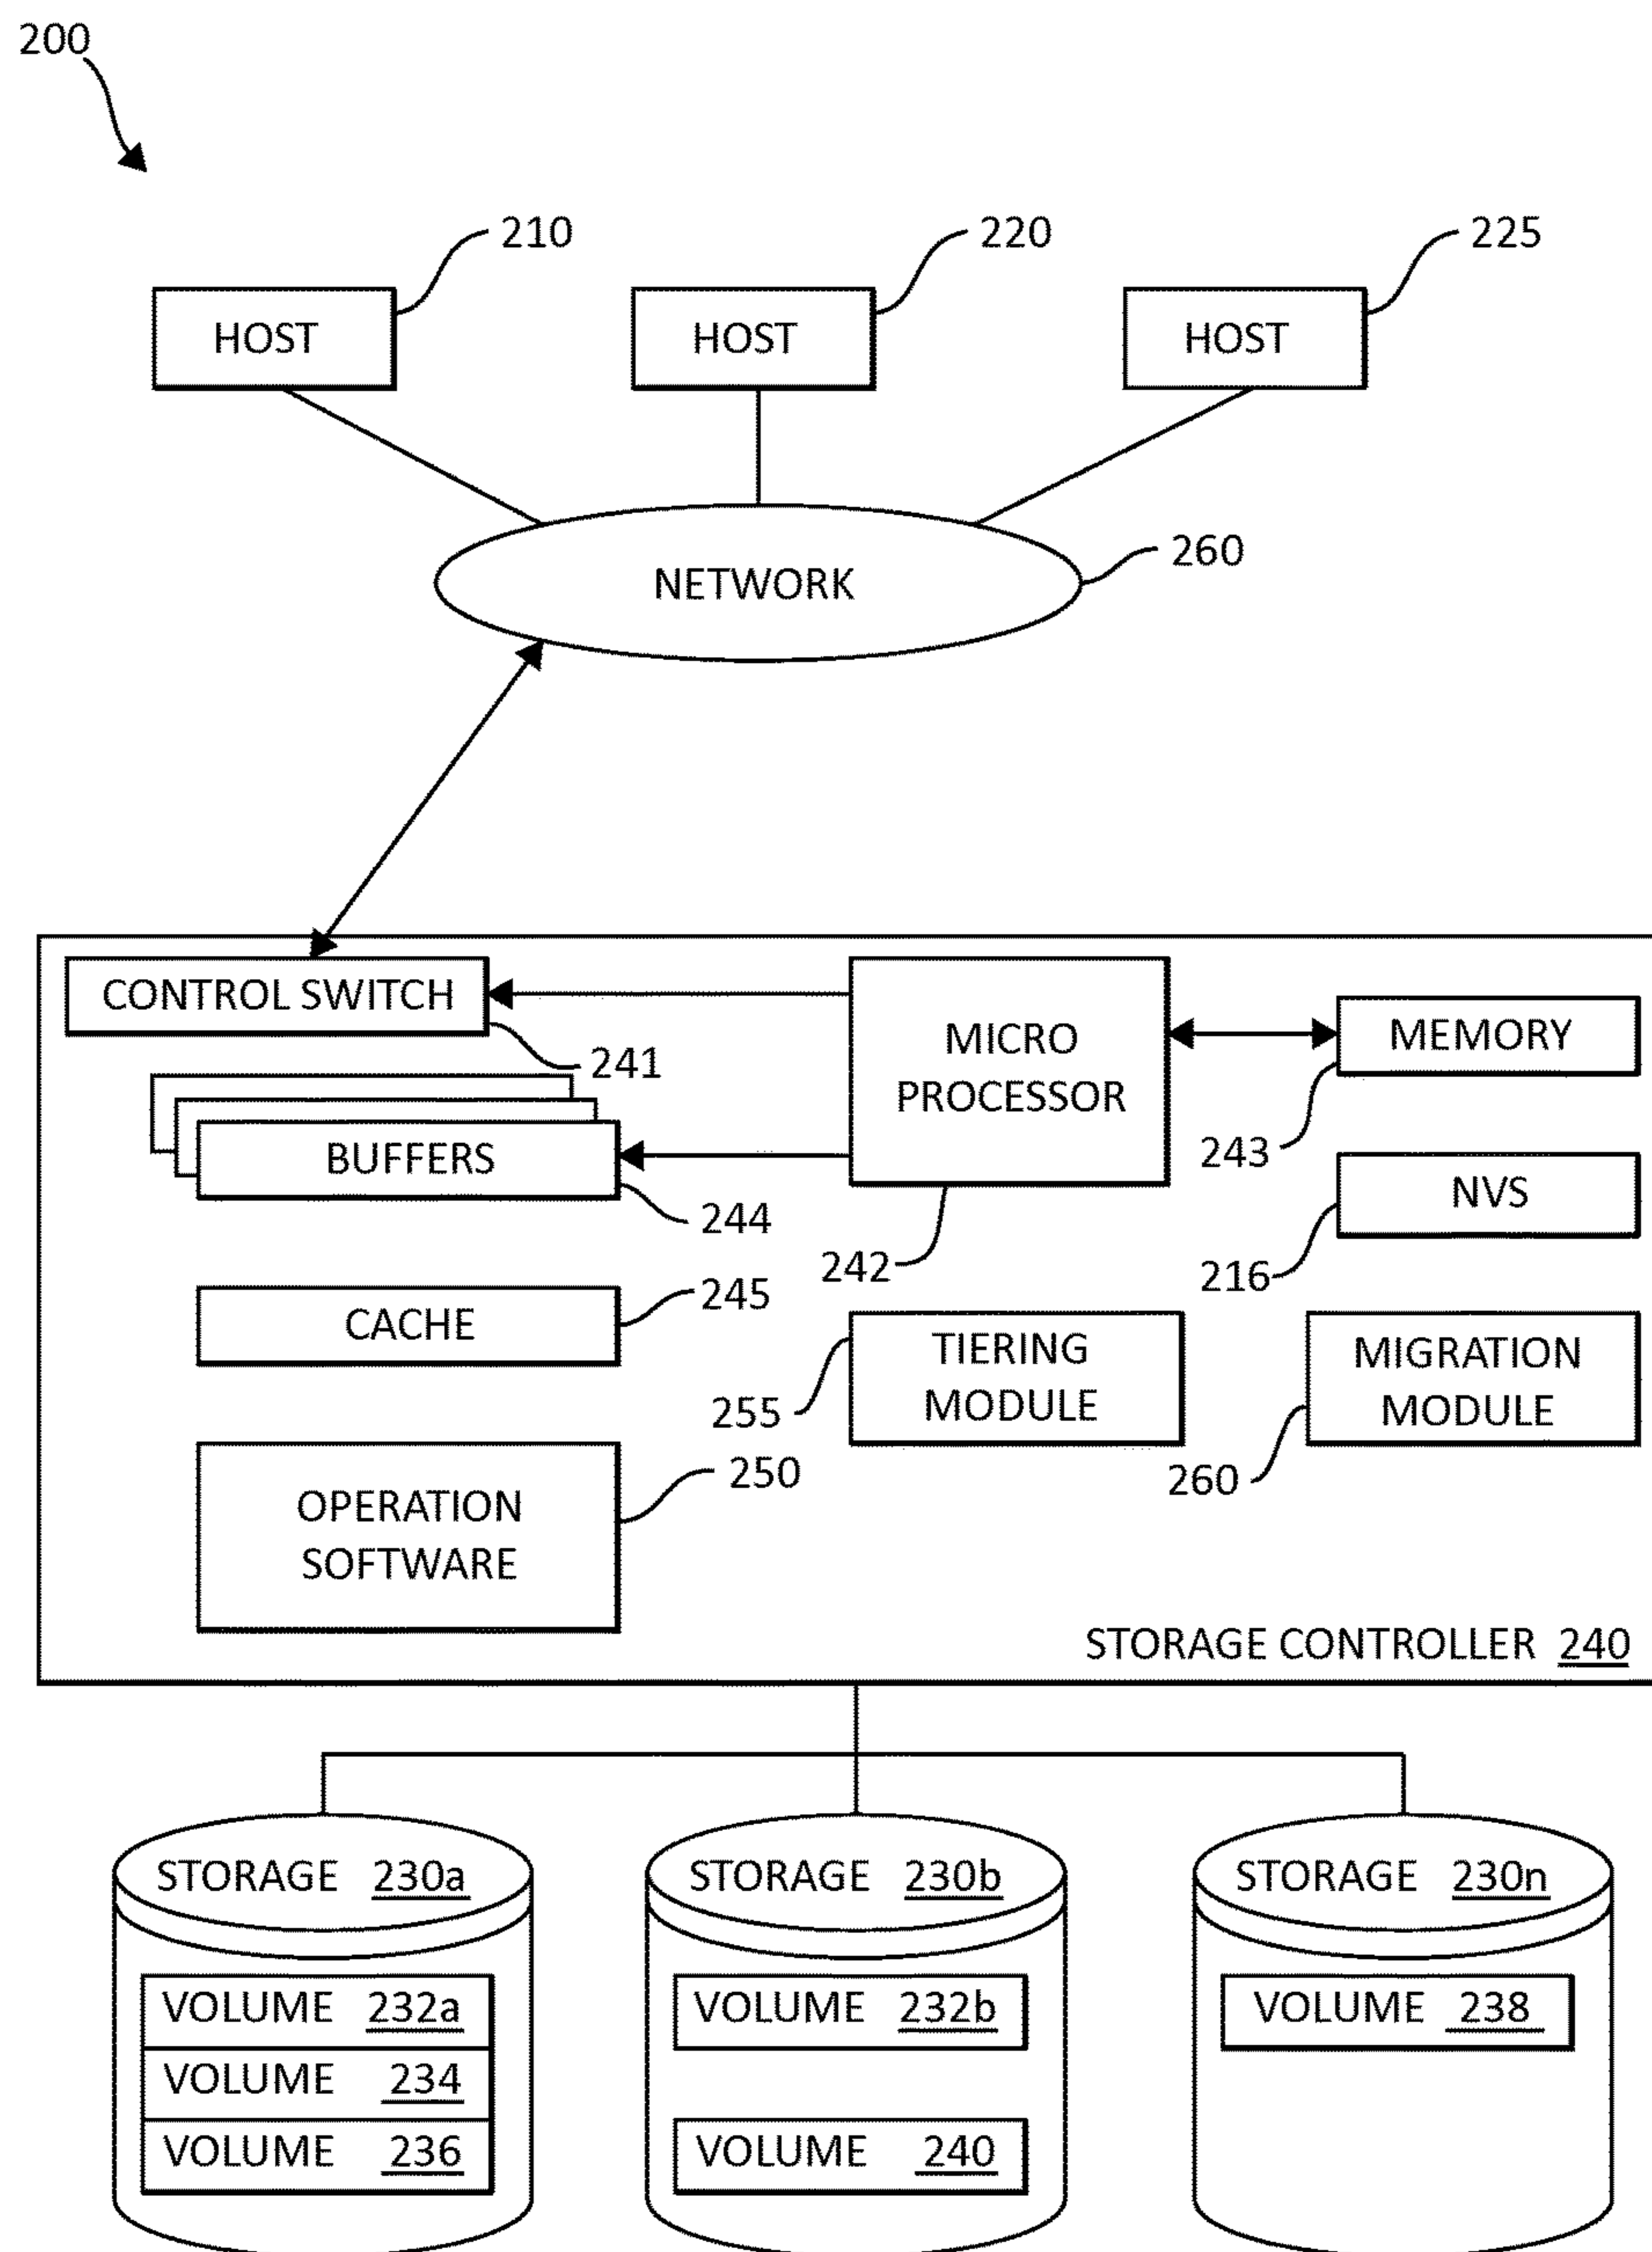 200
210
220
225
HOST
HOST
HOST
260
NETWORK
CONTROL SWITCH
241
MICRO
PROCESSOR
242
MEMORY
243
BUFFERS
244
NVS
216
CACHE
245
TIERING
MODULE
255
MIGRATION
MODULE
260
OPERATION
SOFTWARE
250
STORAGE CONTROLLER 240
STORAGE 230a
VOLUME 232a
VOLUME 234
VOLUME 236
STORAGE 230b
VOLUME 232b
VOLUME 240
STORAGE 230n
VOLUME 238